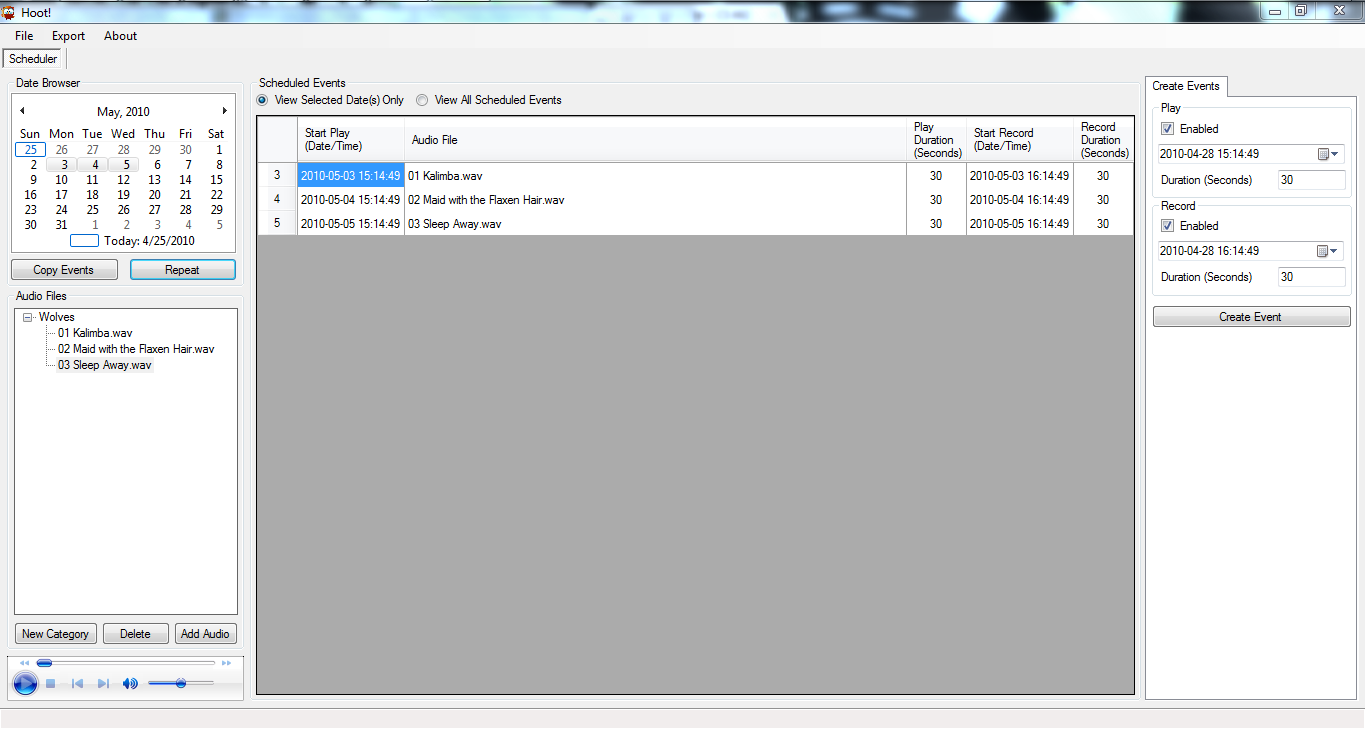 Hoot!
File Export About
Scheduler
Date Browser
May, 2010
Sun Mon Tue Wed Thu Fri Sat
25 26 27 28 29 30 1
2 3 4 5 6 7 8
9 10 11 12 13 14 15
16 17 18 19 20 21 22
23 24 25 26 27 28 29
30 31 1 2 3 4 5
Today: 4/25/2010
Copy Events Repeat
Audio Files
Wolves
01 Kalimba.wav
02 Maid with the Flaxen Hair.wav
03 Sleep Away.wav
New Category Delete Add Audio
Scheduled Events
View Selected Date(s) Only View All Scheduled Events
Start Play (Date/Time) Audio File Play Duration (Seconds) Start Record (Date/Time) Record Duration (Seconds)
3 2010-05-03 15:14:49 01 Kalimba.wav 30 2010-05-03 16:14:49 30
4 2010-05-04 15:14:49 02 Maid with the Flaxen Hair.wav 30 2010-05-04 16:14:49 30
5 2010-05-05 15:14:49 03 Sleep Away.wav 30 2010-05-05 16:14:49 30
Create Events
Play
Enabled
2010-04-28 15:14:49
Duration (Seconds) 30
Record
Enabled
2010-04-28 16:14:49
Duration (Seconds) 30
Create Event